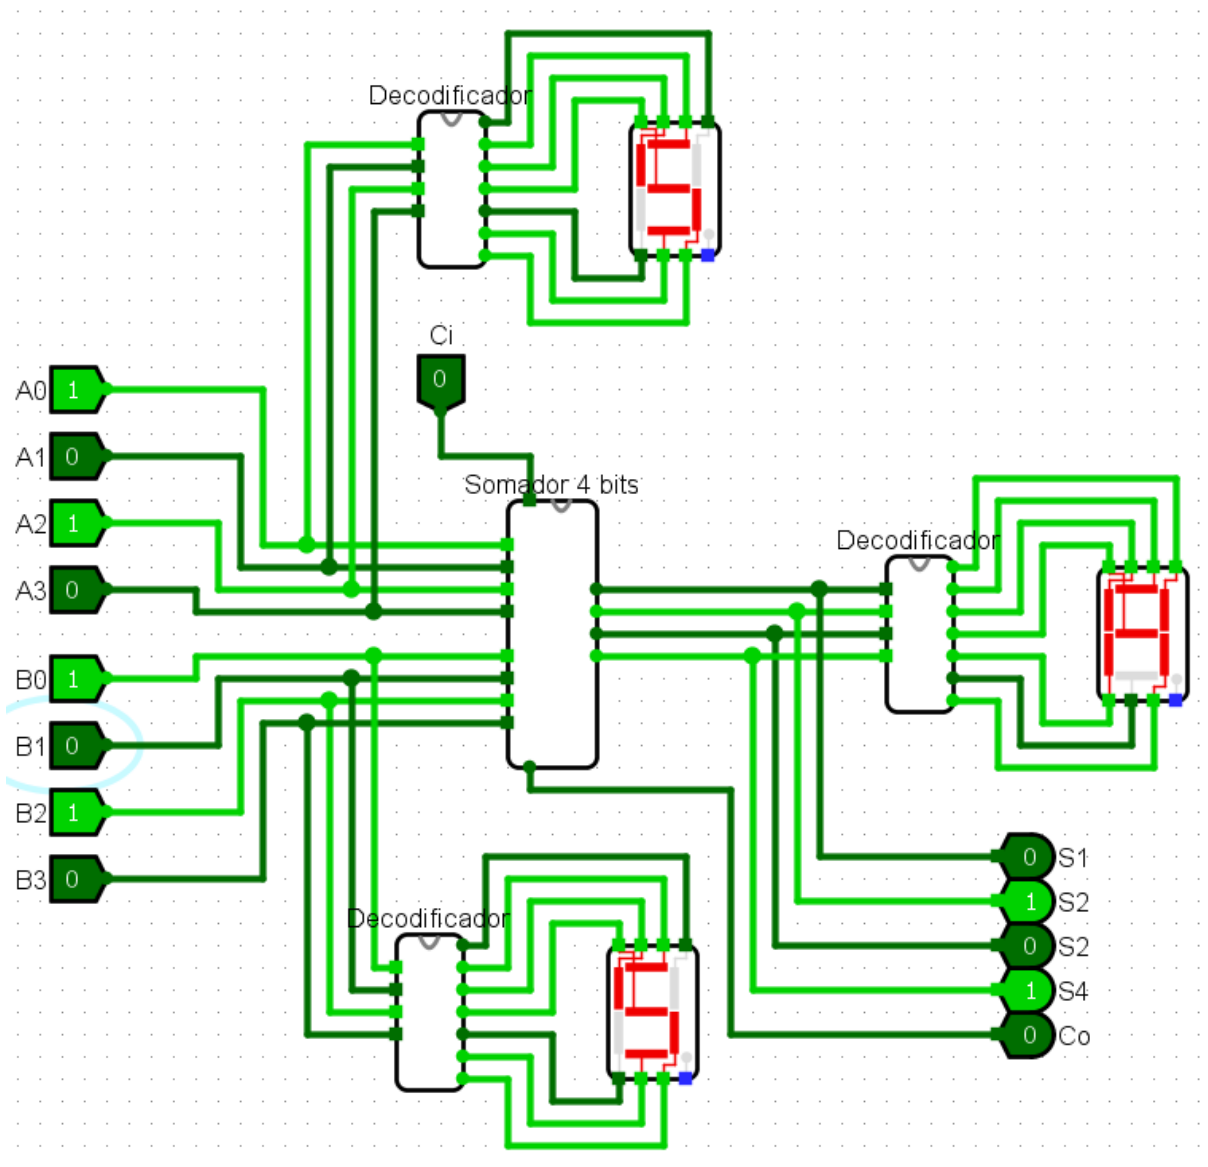 Decodificador
Ci
0
A0 1
A1 0
A2 1
A3 0
Somador 4 bits
Decodificador
B0 1
B1 0
B2 1
B3 0
Decodificador
0 S1
1 S2
0 S2
1 S4
0 Co